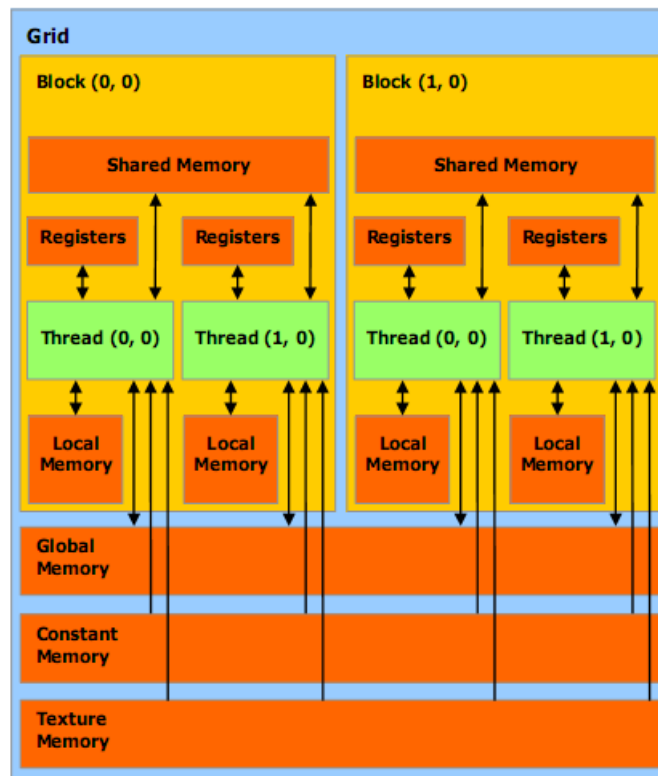 Grid
Block (0, 0)
Block (1, 0)
Shared Memory
Shared Memory
Registers
Registers
Registers
Registers
Thread (0, 0)
Thread (1, 0)
Thread (0, 0)
Thread (1, 0)
Local
Memory
Local
Memory
Local
Memory
Local
Memory
Global
Memory
Constant
Memory
Texture
Memory